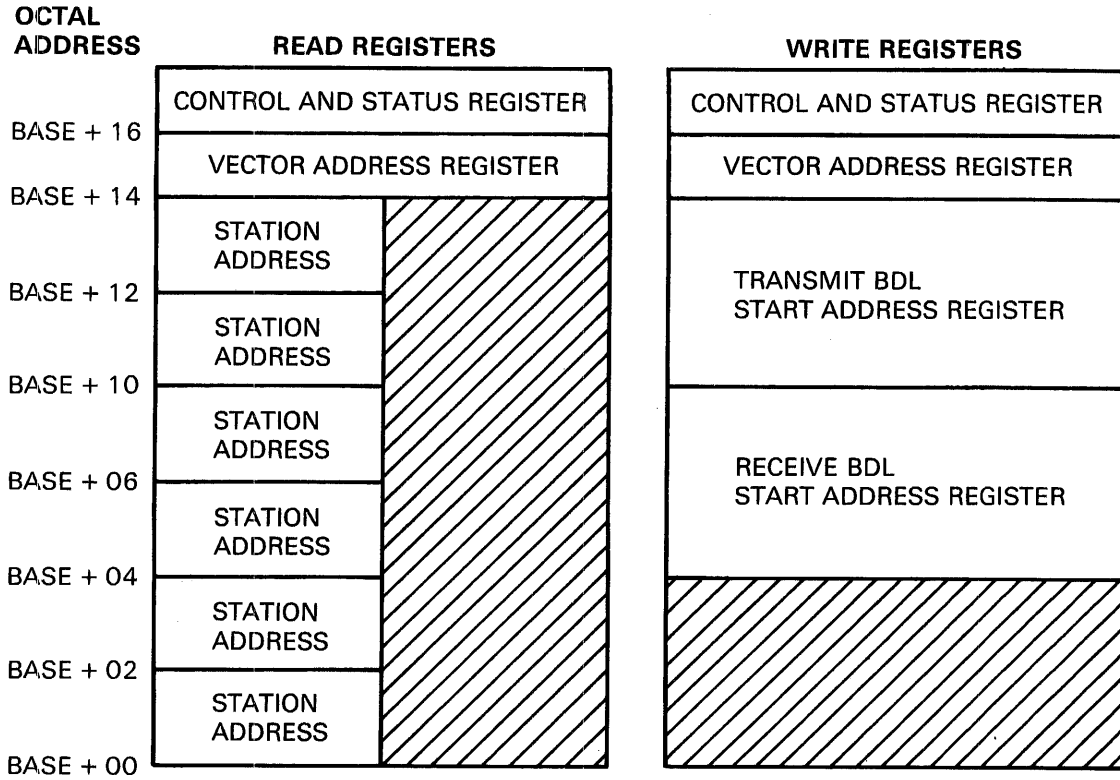 OCTAL
ADDRESS
READ REGISTERS
WRITE REGISTERS
CONTROL AND STATUS REGISTER
CONTROL AND STATUS REGISTER
BASE + 16
VECTOR ADDRESS REGISTER
VECTOR ADDRESS REGISTER
BASE + 14
STATION
ADDRESS
TRANSMIT BDL
START ADDRESS REGISTER
BASE + 12
STATION
ADDRESS
BASE + 10
STATION
ADDRESS
RECEIVE BDL
START ADDRESS REGISTER
BASE + 06
STATION
ADDRESS
BASE + 04
STATION
ADDRESS
BASE + 02
STATION
ADDRESS
BASE + 00